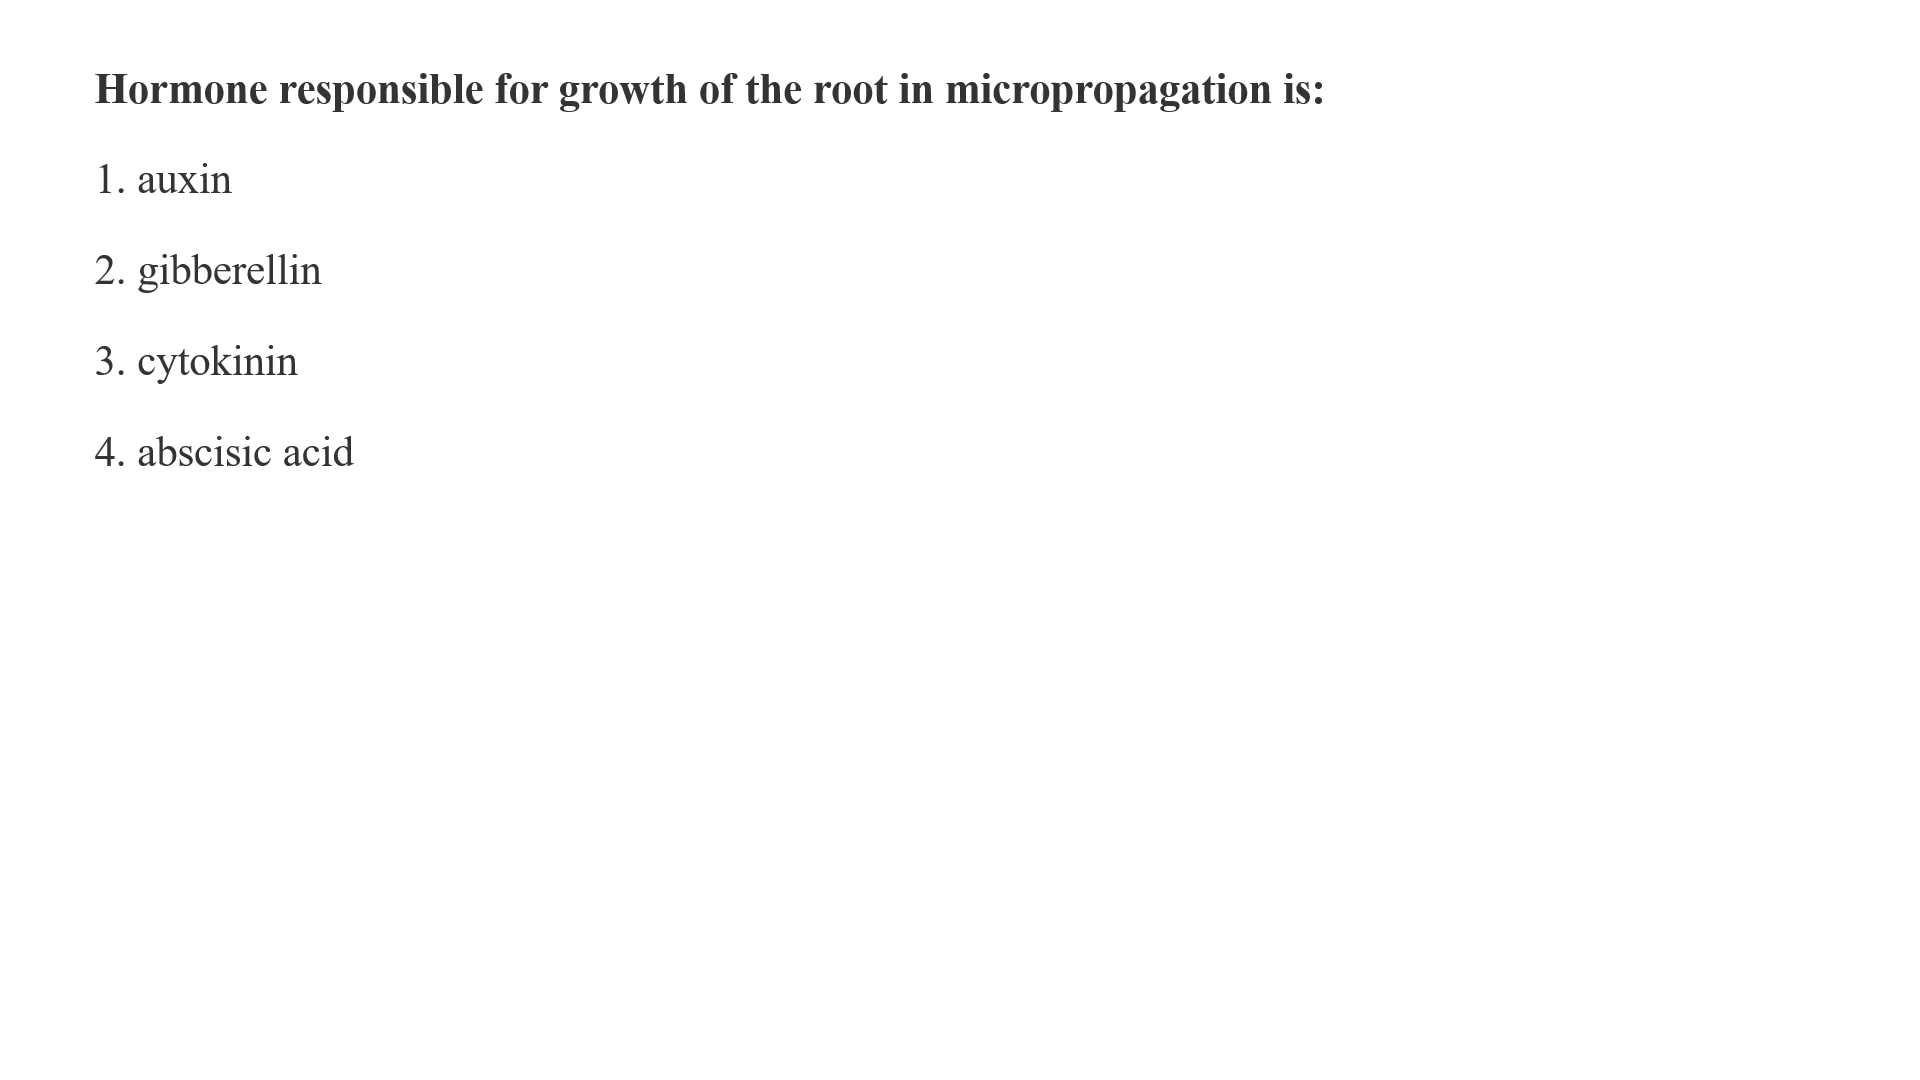 Hormone responsible for growth of the root in micropropagation is:
1. auxin
2. gibberellin
3. cytokinin
4. abscisic acid